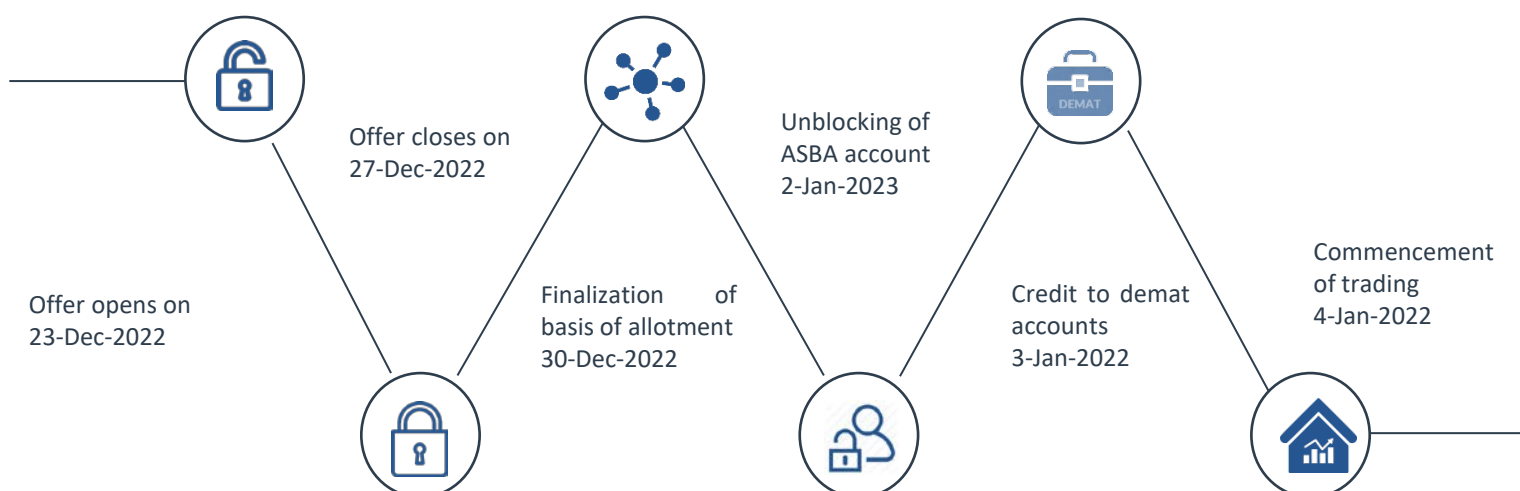 Offer opens on
23-Dec-2022
Offer closes on
27-Dec-2022
Finalization of
basis of allotment
30-Dec-2022
Unblocking of
ASBA account
2-Jan-2023
DEMAT
Credit to demat
accounts
3-Jan-2022
Commencement
of trading
4-Jan-2022